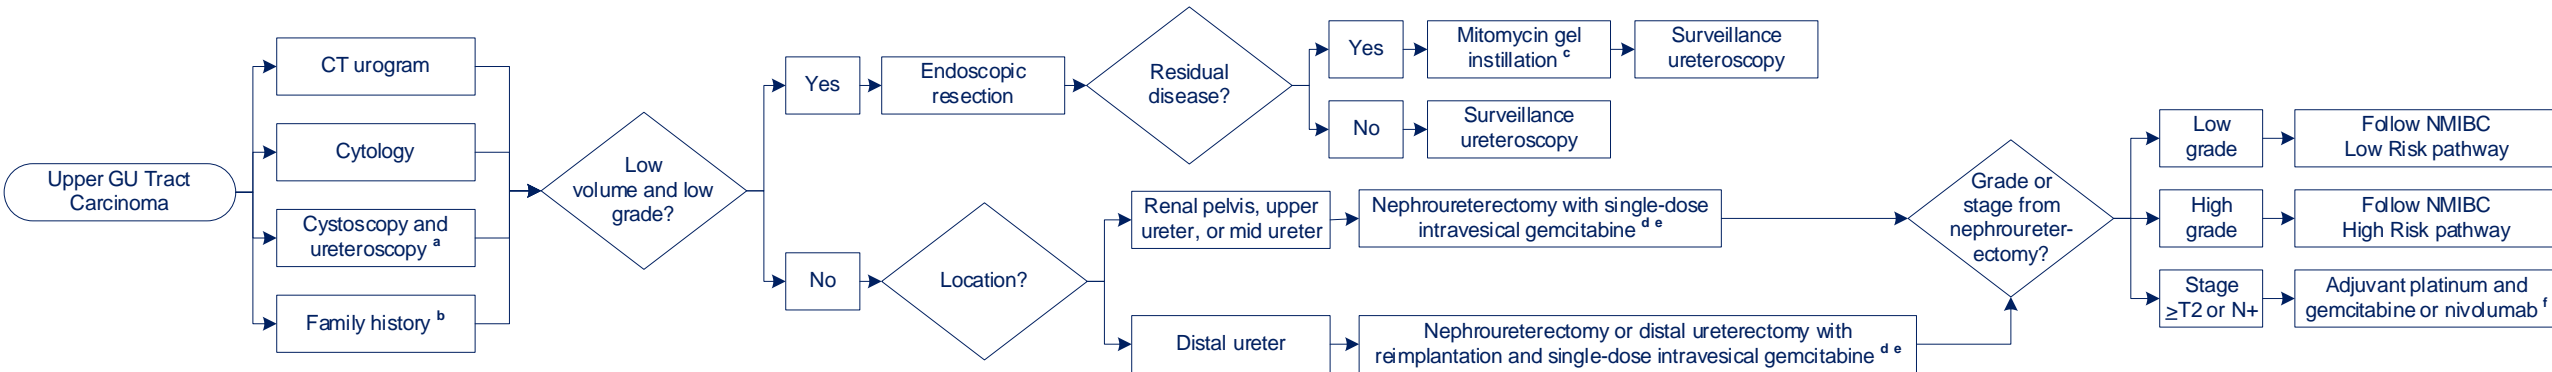 Upper GU Tract
Carcinoma
CT urogram
Cytology
Cystoscopy and
ureteroscopy a
Family history b
Low
volume and low
grade?
Yes
Endoscopic
resection
Residual
disease?
Yes
Mitomycin gel
instillation c
Surveillance
ureteroscopy
No
Surveillance
ureteroscopy
No
Location?
Renal pelvis, upper
ureter, or mid ureter
Nephroureterectomy with single-dose
intravesical gemcitabine d e
Distal ureter
Nephroureterectomy or distal ureterectomy with
reimplantation and single-dose intravesical gemcitabine d e
Grade or
stage from
nephroureter-
ectomy?
Low
grade
Follow NMIBC
Low Risk pathway
High
grade
Follow NMIBC
High Risk pathway
Stage
≥T2 or N+
Adjuvant platinum and
gemcitabine or nivolumab f